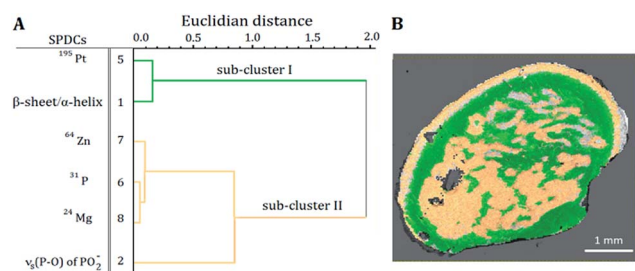 A
Euclidian distance
B
SPDCs
0.0 0.5 1.0 1.5 2.0
¹⁹⁵Pt 5
sub-cluster I
β-sheet/α-helix 1
⁶⁴Zn 7
³¹P 6
²⁴Mg 8
sub-cluster II
νₛ(P-O) of PO₂⁻ 2
1 mm